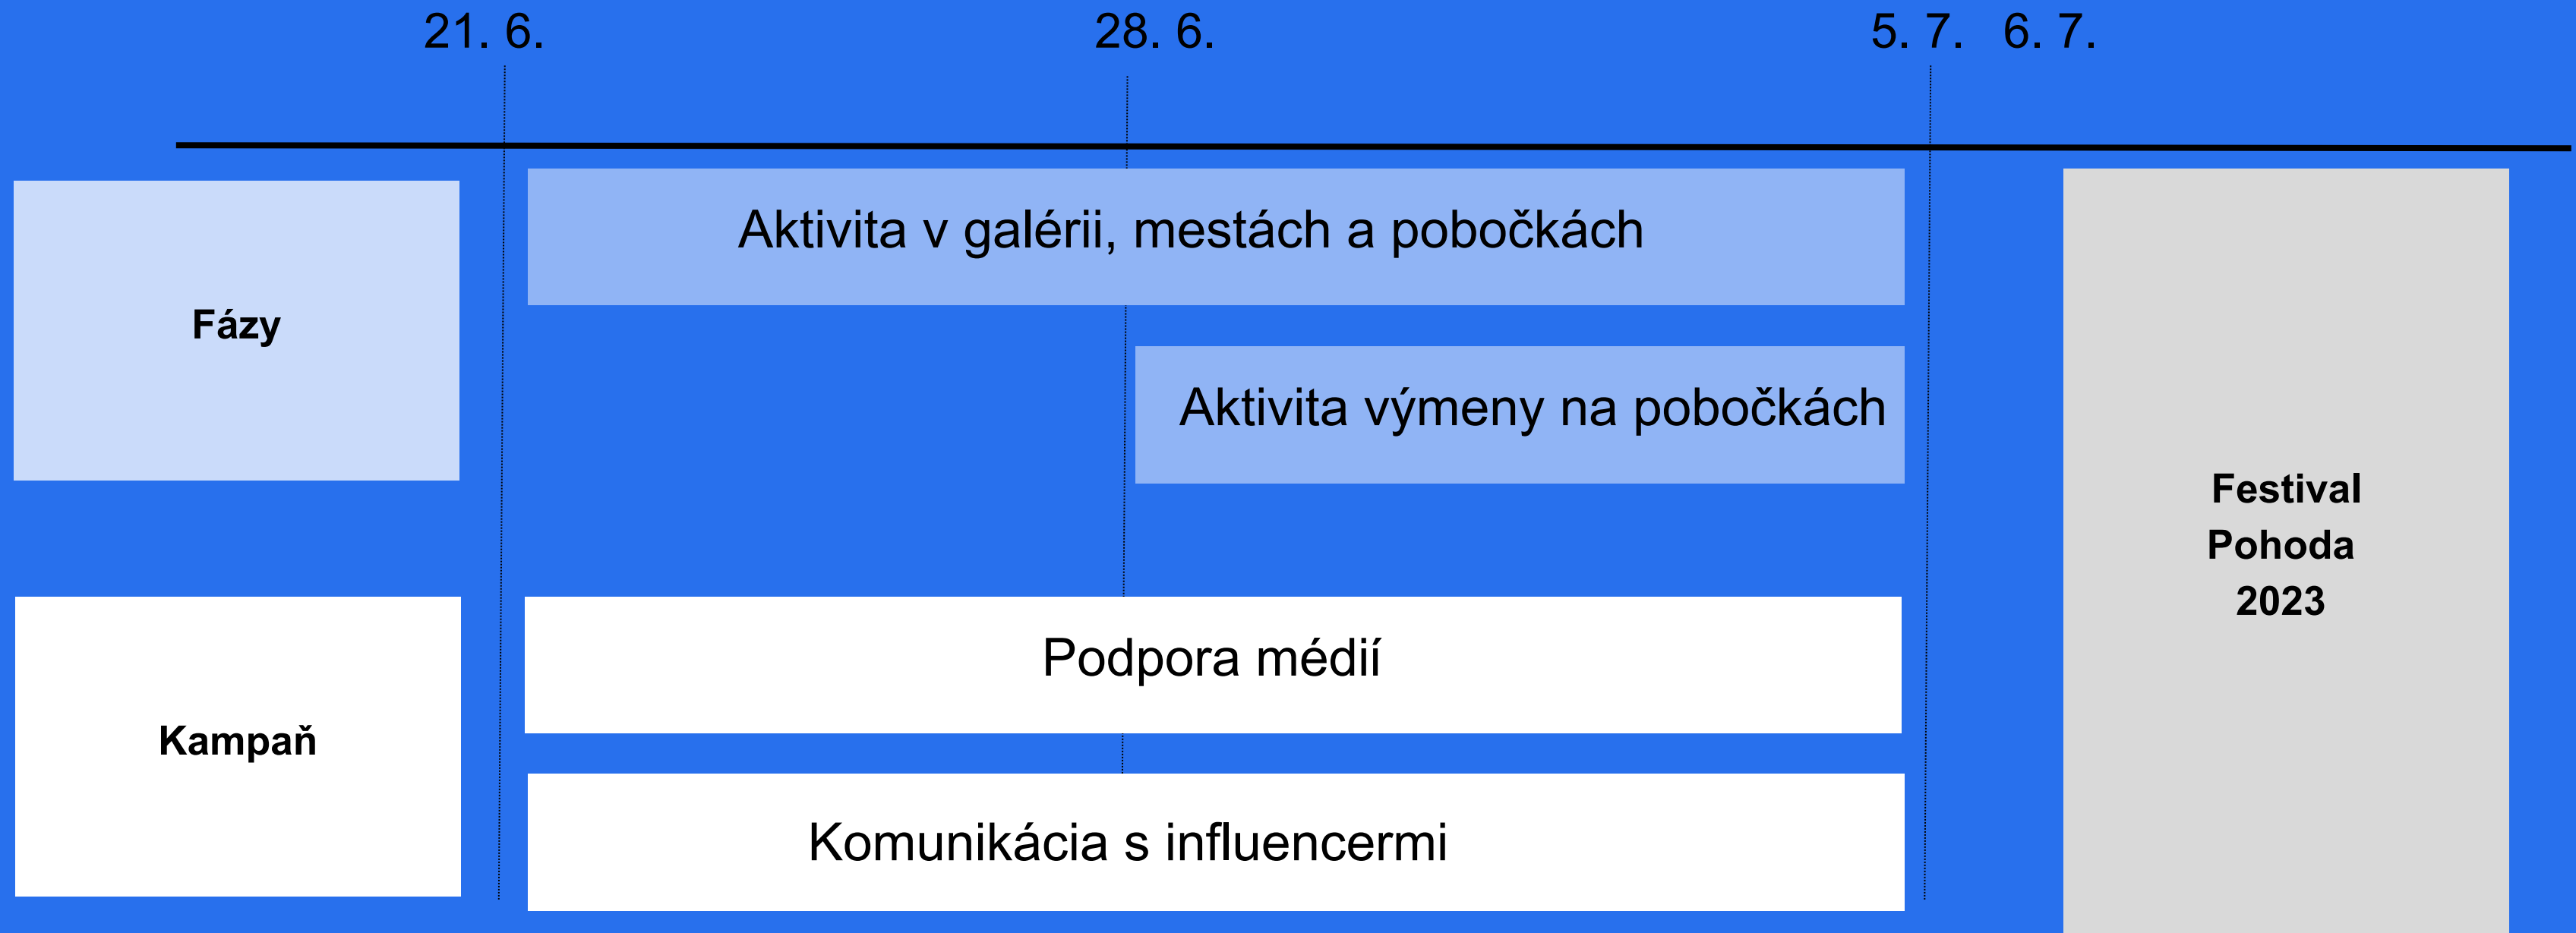 21. 6.
28. 6.
5. 7.
6. 7.
Fázy
Aktivita v galérii, mestách a pobočkách
Aktivita výmeny na pobočkách
Kampaň
Podpora médií
Komunikácia s influencermi
Festival
Pohoda
2023